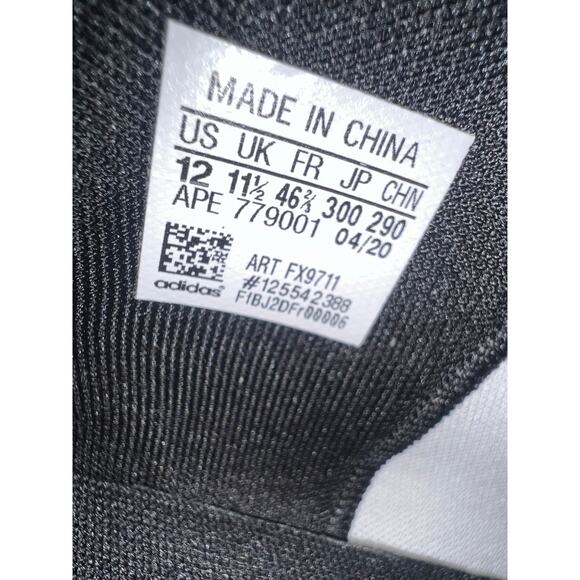 MADE IN CHINA
US UK FR JP CHN
12 11½ 46⅔ 300 290
APE 779001 04/20
ART FX9711
#125542388
F1BJ2DFr00006
adidas®